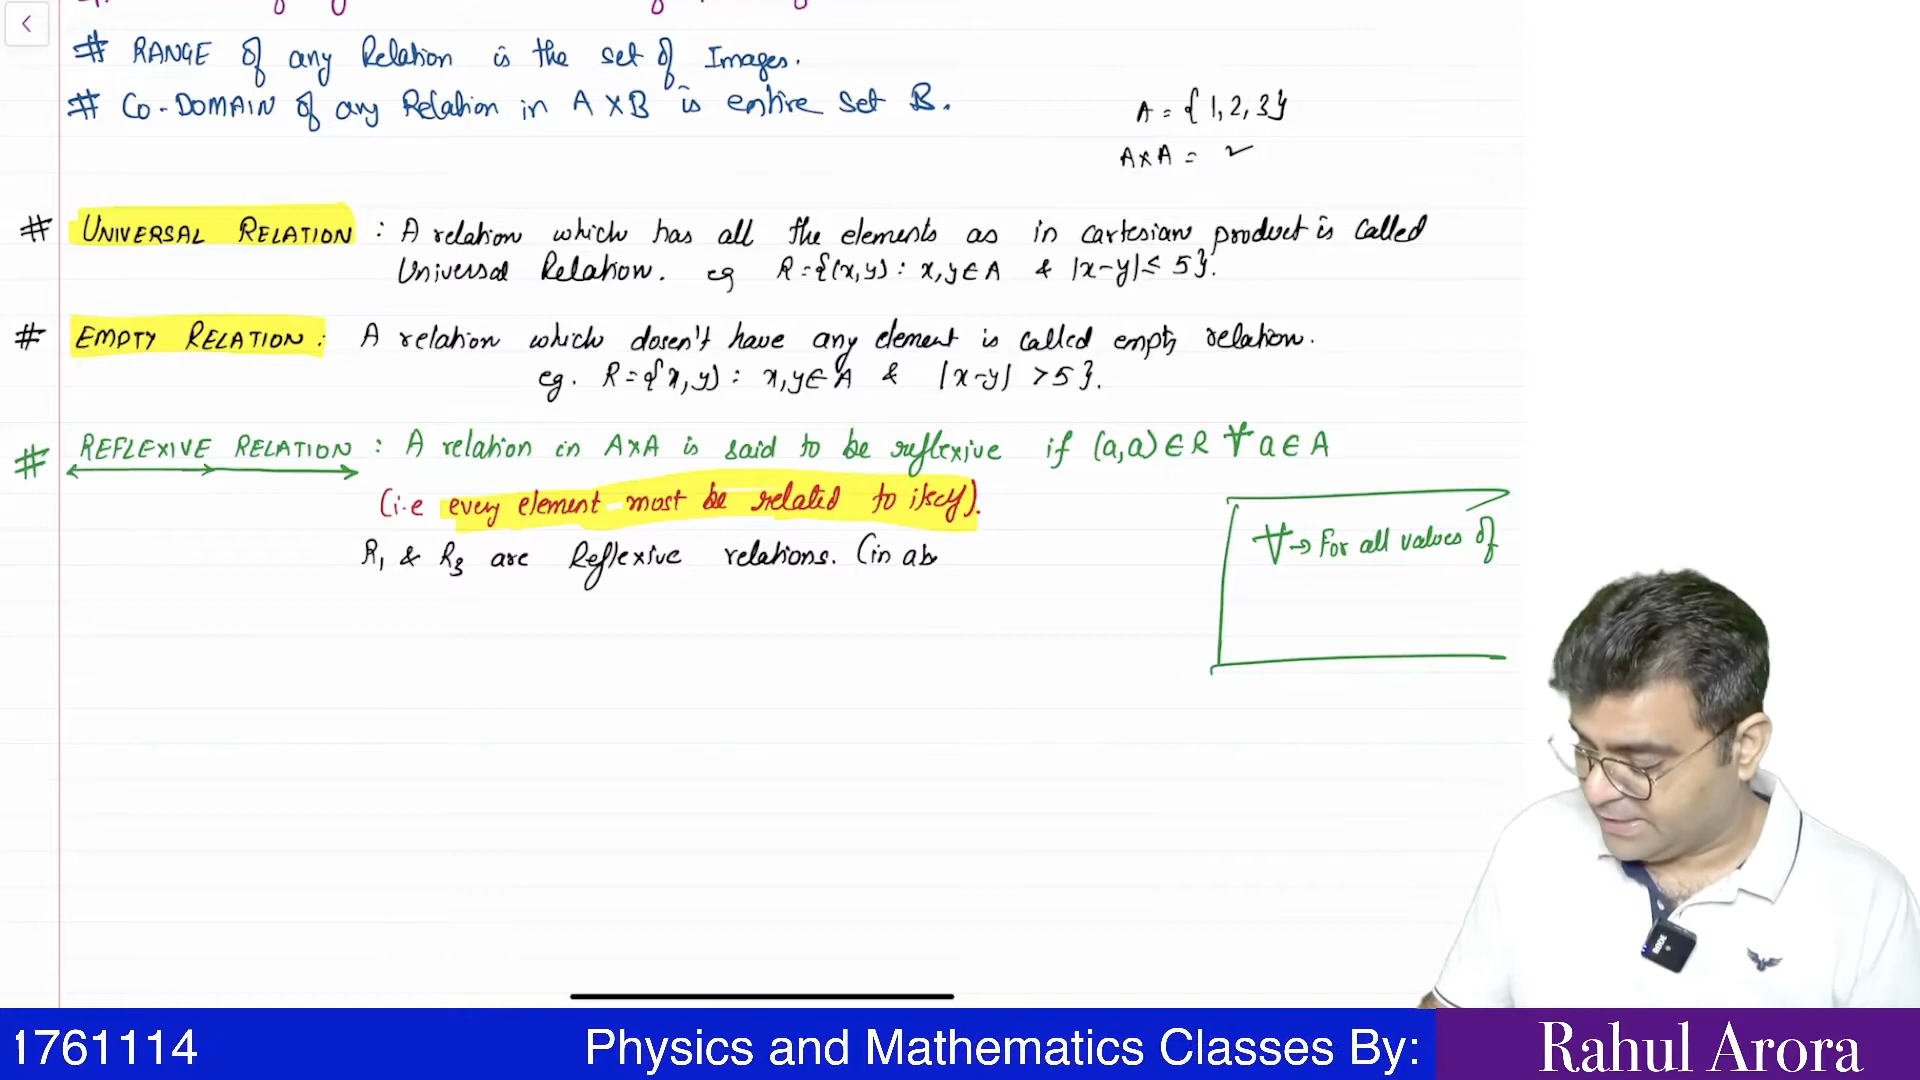 # RANGE of any Relation is the set of Images.
# CO-DOMAIN of any Relation in A×B is entire set B.
A = {1, 2, 3}
A×A = ✓
# UNIVERSAL RELATION : A relation which has all the elements as in cartesian product is called
Universal Relation. eg R={(x,y) : x,y∈A & |x-y|≤ 5}.
# EMPTY RELATION : A relation which dosen't have any element is called empty relation.
eg. R={x,y) : x,y∈A & |x-y| >5}.
# REFLEXIVE RELATION : A relation in A×A is said to be reflexive if (a,a)∈R ∀ a∈A
(i.e every element must be related to itself).
R₁ & R₃ are Reflexive relations. (in ab
∀→ For all values of
1761114
Physics and Mathematics Classes By:
Rahul Arora